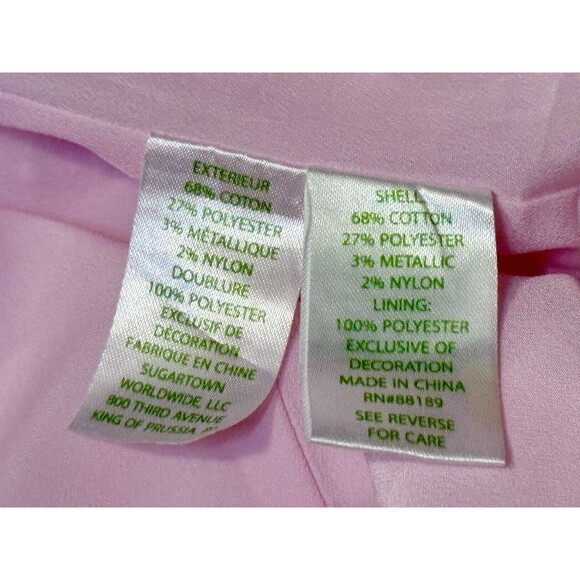 EXTERIEUR
68% COTON
27% POLYESTER
3% MÉTALLIQUE
2% NYLON
DOUBLURE
100% POLYESTER
EXCLUSIF DE
DÉCORATION
FABRIQUE EN CHINE
SUGARTOWN
WORLDWIDE, LLC
800 THIRD AVENUE
KING OF PRUSSIA
SHELL
68% COTTON
27% POLYESTER
3% METALLIC
2% NYLON
LINING:
100% POLYESTER
EXCLUSIVE OF
DECORATION
MADE IN CHINA
RN#88189
SEE REVERSE
FOR CARE